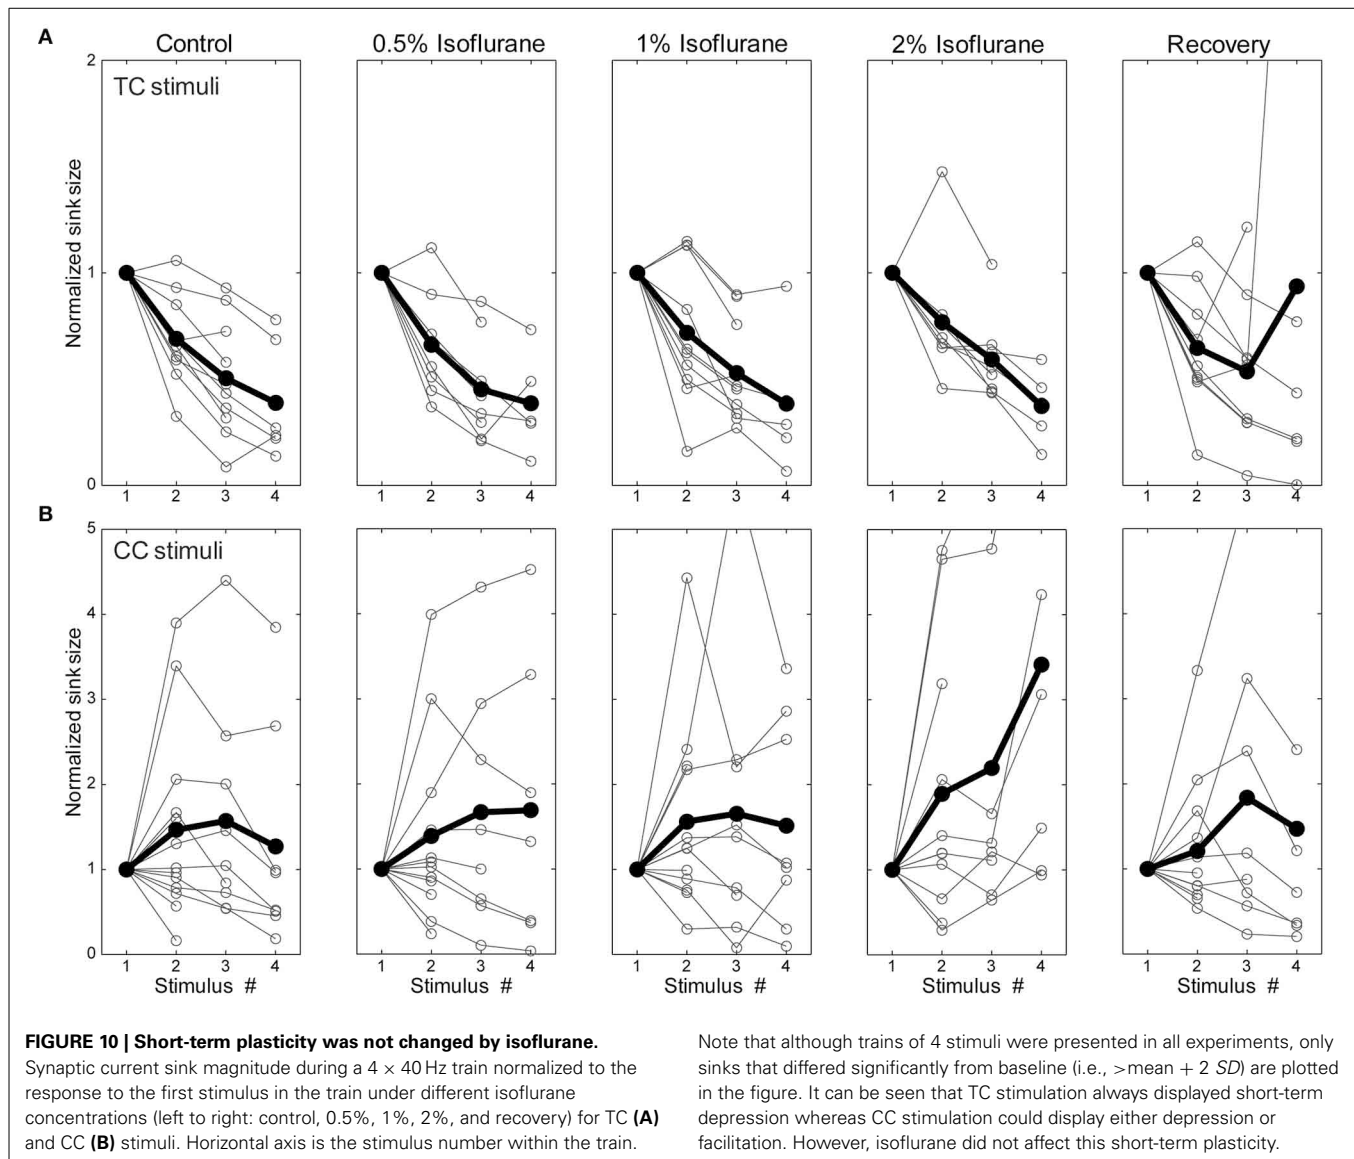 A
Control
0.5% Isoflurane
1% Isoflurane
2% Isoflurane
Recovery
TC stimuli
Normalized sink size
2
1
0
1 2 3 4
1 2 3 4
1 2 3 4
1 2 3 4
1 2 3 4
B
CC stimuli
Normalized sink size
5
4
3
2
1
0
1 2 3 4
1 2 3 4
1 2 3 4
1 2 3 4
1 2 3 4
Stimulus #
Stimulus #
Stimulus #
Stimulus #
Stimulus #
FIGURE 10 | Short-term plasticity was not changed by isoflurane.
Synaptic current sink magnitude during a 4 × 40 Hz train normalized to the
response to the first stimulus in the train under different isoflurane
concentrations (left to right: control, 0.5%, 1%, 2%, and recovery) for TC (A)
and CC (B) stimuli. Horizontal axis is the stimulus number within the train.
Note that although trains of 4 stimuli were presented in all experiments, only
sinks that differed significantly from baseline (i.e., >mean + 2 SD) are plotted
in the figure. It can be seen that TC stimulation always displayed short-term
depression whereas CC stimulation could display either depression or
facilitation. However, isoflurane did not affect this short-term plasticity.